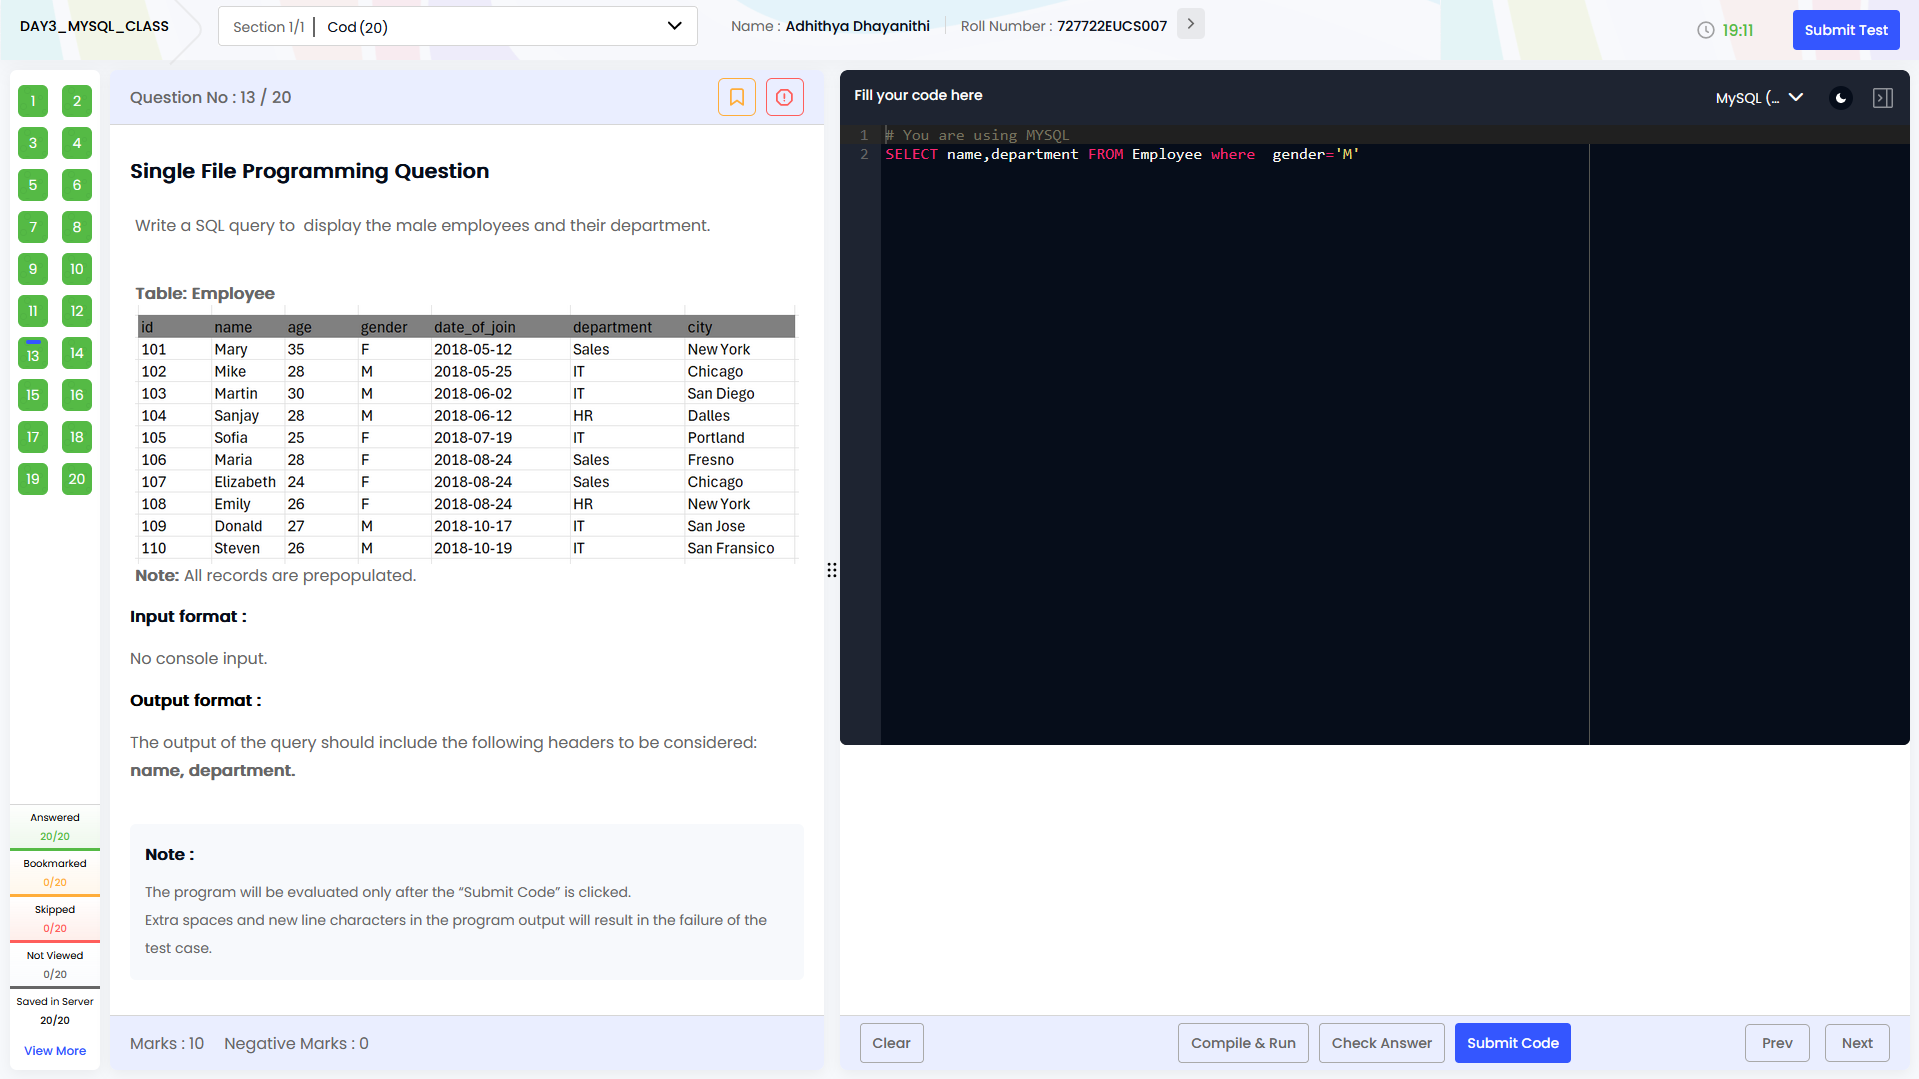 DAY3_MYSQL_CLASS
Section 1/1 | Cod (20)
Name : Adhithya Dhayanithi
Roll Number : 727722EUCS007
19:11
Submit Test
1 2
3 4
5 6
7 8
9 10
11 12
13 14
15 16
17 18
19 20
Answered
20/20
Bookmarked
0/20
Skipped
0/20
Not Viewed
0/20
Saved in Server
20/20
View More
Question No : 13 / 20
Single File Programming Question
Write a SQL query to  display the male employees and their department.
Table: Employee
id name age gender date_of_join department city
101 Mary 35 F 2018-05-12 Sales New York
102 Mike 28 M 2018-05-25 IT Chicago
103 Martin 30 M 2018-06-02 IT San Diego
104 Sanjay 28 M 2018-06-12 HR Dalles
105 Sofia 25 F 2018-07-19 IT Portland
106 Maria 28 F 2018-08-24 Sales Fresno
107 Elizabeth 24 F 2018-08-24 Sales Chicago
108 Emily 26 F 2018-08-24 HR New York
109 Donald 27 M 2018-10-17 IT San Jose
110 Steven 26 M 2018-10-19 IT San Fransico
Note: All records are prepopulated.
Input format :
No console input.
Output format :
The output of the query should include the following headers to be considered:
name, department.
Note :
The program will be evaluated only after the “Submit Code” is clicked.
Extra spaces and new line characters in the program output will result in the failure of the
test case.
Marks : 10 Negative Marks : 0
Fill your code here
MySQL (...
1 # You are using MYSQL
2 SELECT name,department FROM Employee where  gender='M'
Clear
Compile & Run
Check Answer
Submit Code
Prev
Next